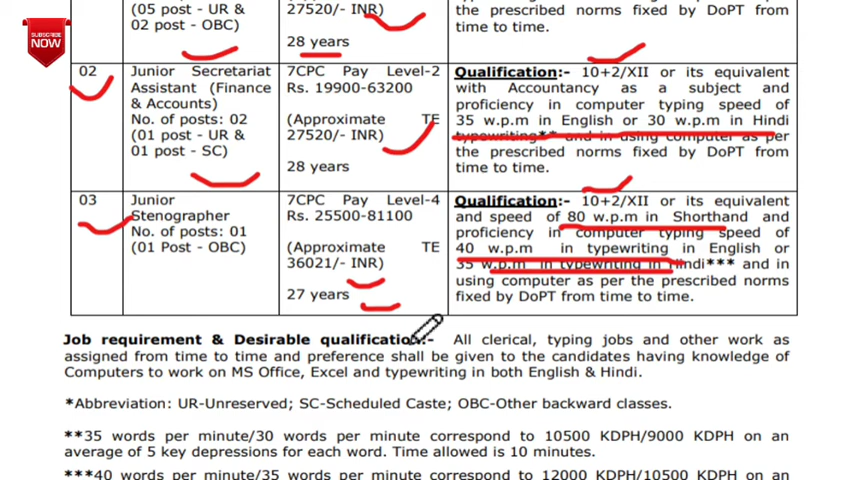 SUBSCRIBE
NOW
(05 post - UR &
02 post - OBC)
27520/- INR)
28 years
the prescribed norms fixed by DoPT from
time to time.
02
Junior Secretariat
Assistant (Finance
& Accounts)
No. of posts: 02
(01 post - UR &
01 post - SC)
7CPC Pay Level-2
Rs. 19900-63200
(Approximate TE
27520/- INR)
28 years
Qualification:- 10+2/XII or its equivalent
with Accountancy as a subject and
proficiency in computer typing speed of
35 w.p.m in English or 30 w.p.m in Hindi
typewriting** and in using computer as per
the prescribed norms fixed by DoPT from
time to time.
03
Junior
Stenographer
No. of posts: 01
(01 Post - OBC)
7CPC Pay Level-4
Rs. 25500-81100
(Approximate TE
36021/- INR)
27 years
Qualification:- 10+2/XII or its equivalent
and speed of 80 w.p.m in Shorthand and
proficiency in computer typing speed of
40 w.p.m in typewriting in English or
35 w.p.m in typewriting in Hindi*** and in
using computer as per the prescribed norms
fixed by DoPT from time to time.
Job requirement & Desirable qualification:- All clerical, typing jobs and other work as
assigned from time to time and preference shall be given to the candidates having knowledge of
Computers to work on MS Office, Excel and typewriting in both English & Hindi.
*Abbreviation: UR-Unreserved; SC-Scheduled Caste; OBC-Other backward classes.
**35 words per minute/30 words per minute correspond to 10500 KDPH/9000 KDPH on an
average of 5 key depressions for each word. Time allowed is 10 minutes.
***40 words per minute/35 words per minute correspond to 12000 KDPH/10500 KDPH on an